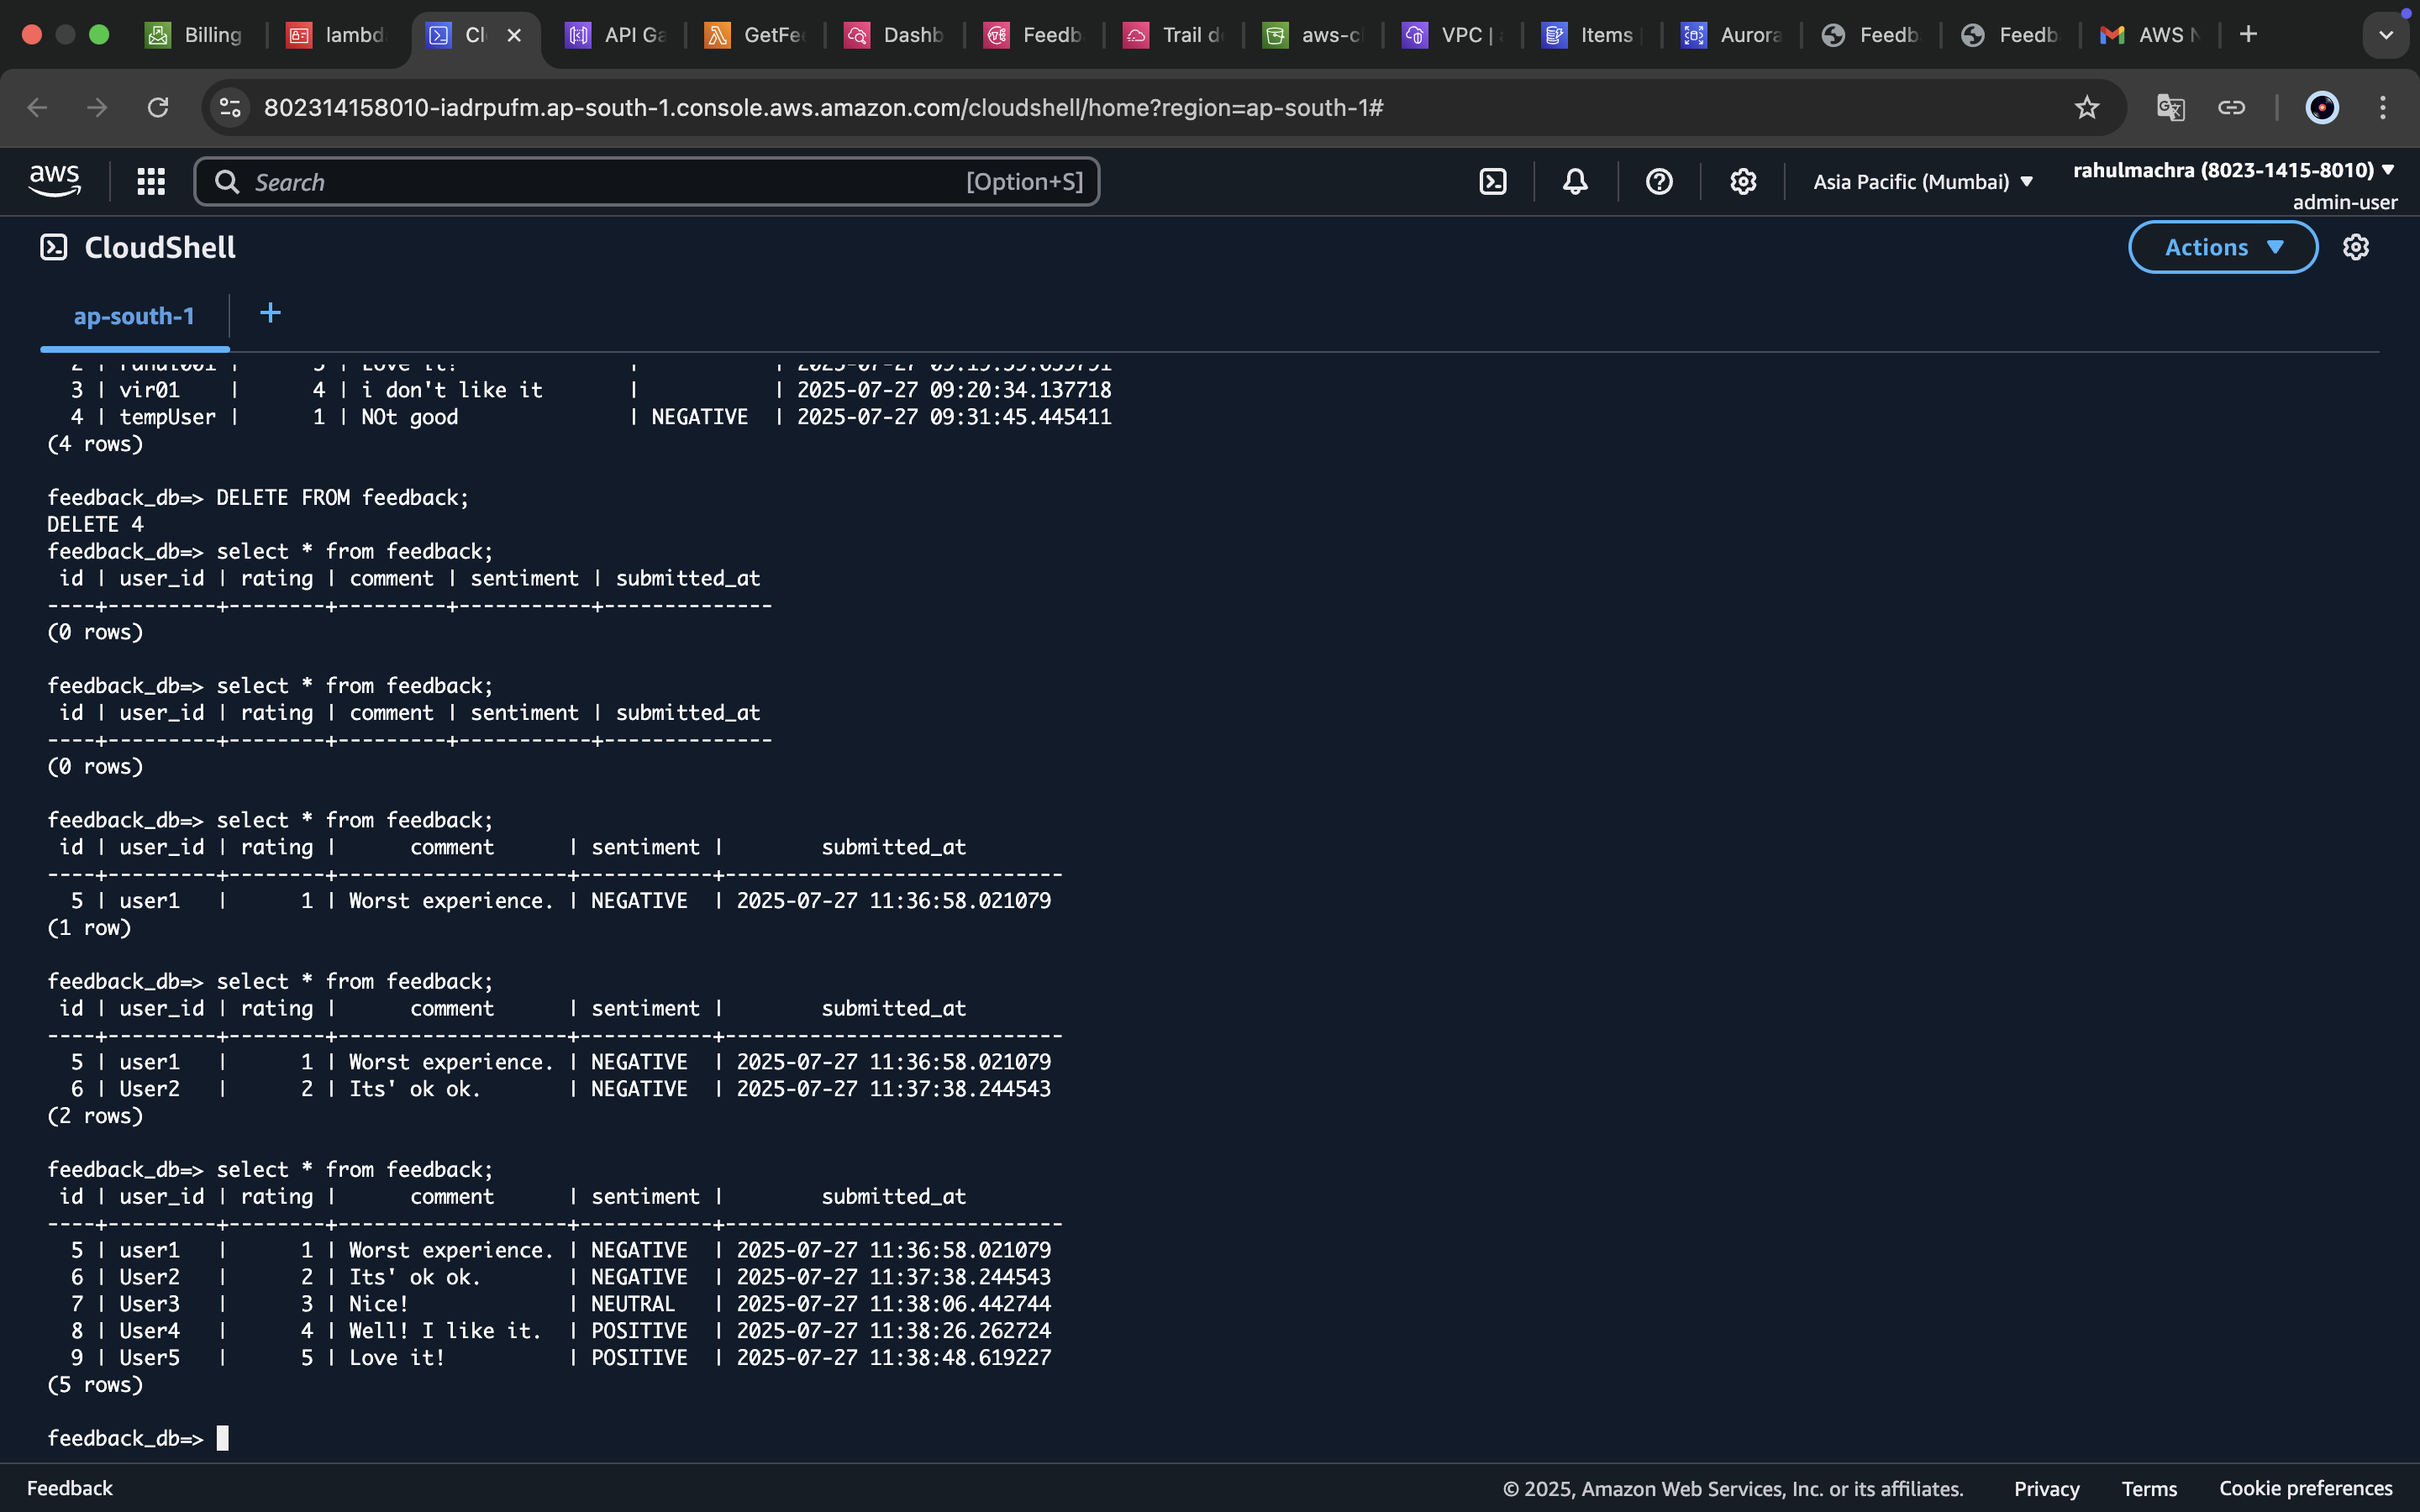 Billing
lambd
Cl
API Ga
GetFe
Dashb
Feedb
Trail d
aws-c
VPC |
Items
Aurora
Feedb
Feedb
AWS N
802314158010-iadrpufm.ap-south-1.console.aws.amazon.com/cloudshell/home?region=ap-south-1#
aws
Search
[Option+S]
Asia Pacific (Mumbai)
rahulmachra (8023-1415-8010)
admin-user
CloudShell
Actions
ap-south-1
3 | vir01    |      4 | i don't like it       |           | 2025-07-27 09:20:34.137718
4 | tempUser |      1 | NOt good              | NEGATIVE  | 2025-07-27 09:31:45.445411
(4 rows)
feedback_db=> DELETE FROM feedback;
DELETE 4
feedback_db=> select * from feedback;
id | user_id | rating | comment | sentiment | submitted_at
----+---------+--------+---------+-----------+--------------
(0 rows)
feedback_db=> select * from feedback;
id | user_id | rating | comment | sentiment | submitted_at
----+---------+--------+---------+-----------+--------------
(0 rows)
feedback_db=> select * from feedback;
id | user_id | rating |      comment      | sentiment |        submitted_at
----+---------+--------+-------------------+-----------+----------------------------
5 | user1   |      1 | Worst experience. | NEGATIVE  | 2025-07-27 11:36:58.021079
(1 row)
feedback_db=> select * from feedback;
id | user_id | rating |      comment      | sentiment |        submitted_at
----+---------+--------+-------------------+-----------+----------------------------
5 | user1   |      1 | Worst experience. | NEGATIVE  | 2025-07-27 11:36:58.021079
6 | User2   |      2 | Its' ok ok.       | NEGATIVE  | 2025-07-27 11:37:38.244543
(2 rows)
feedback_db=> select * from feedback;
id | user_id | rating |      comment      | sentiment |        submitted_at
----+---------+--------+-------------------+-----------+----------------------------
5 | user1   |      1 | Worst experience. | NEGATIVE  | 2025-07-27 11:36:58.021079
6 | User2   |      2 | Its' ok ok.       | NEGATIVE  | 2025-07-27 11:37:38.244543
7 | User3   |      3 | Nice!             | NEUTRAL   | 2025-07-27 11:38:06.442744
8 | User4   |      4 | Well! I like it.  | POSITIVE  | 2025-07-27 11:38:26.262724
9 | User5   |      5 | Love it!          | POSITIVE  | 2025-07-27 11:38:48.619227
(5 rows)
feedback_db=>
Feedback
© 2025, Amazon Web Services, Inc. or its affiliates.
Privacy
Terms
Cookie preferences